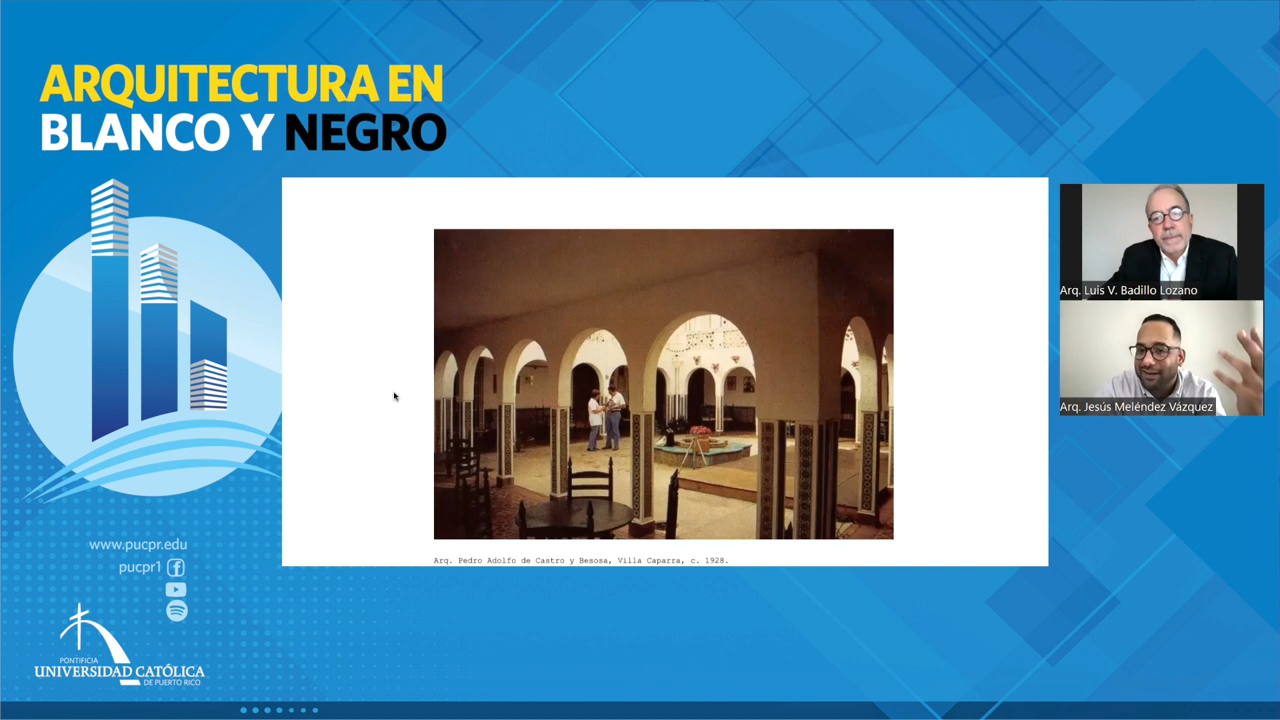 ARQUITECTURA EN
BLANCO Y NEGRO
Arq. Luis V. Badillo Lozano
Arq. Jesús Meléndez Vázquez
Arq. Pedro Adolfo de Castro y Besosa, Villa Caparra, c. 1928.
www.pucpr.edu
pucpr1
PONTIFICIA
UNIVERSIDAD CATÓLICA
DE PUERTO RICO